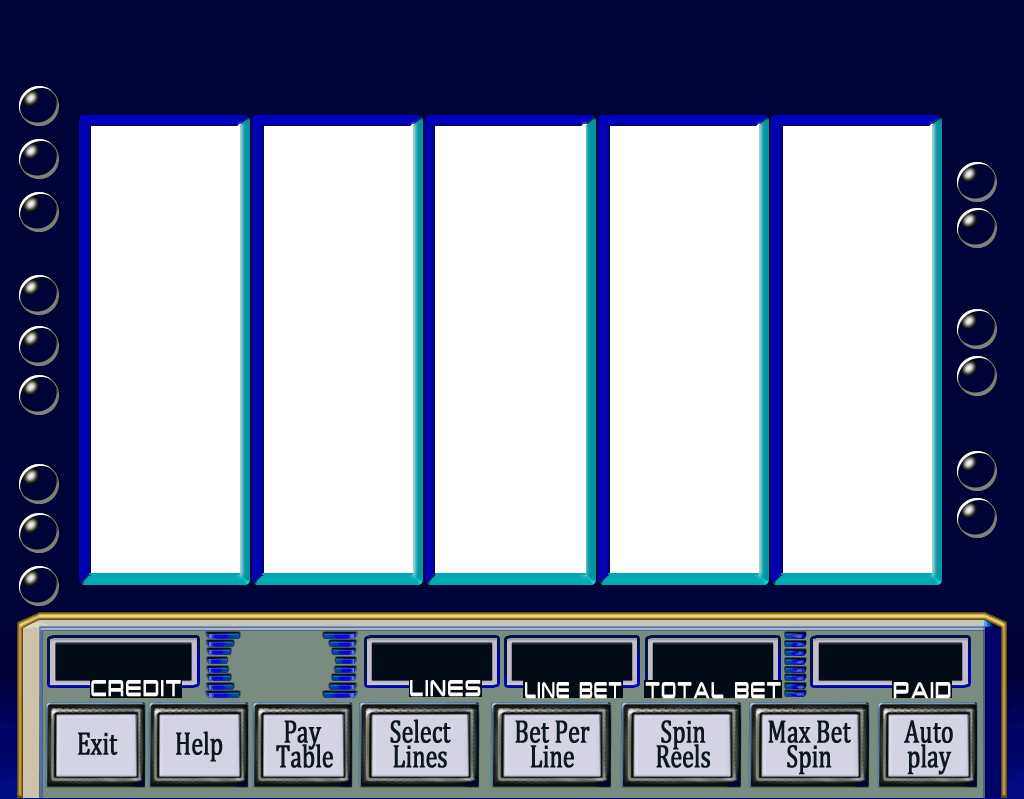 CREDIT
LINES
LINE BET
TOTAL BET
PAID
Exit
Help
Pay
Table
Select
Lines
Bet Per
Line
Spin
Reels
Max Bet
Spin
Auto
play